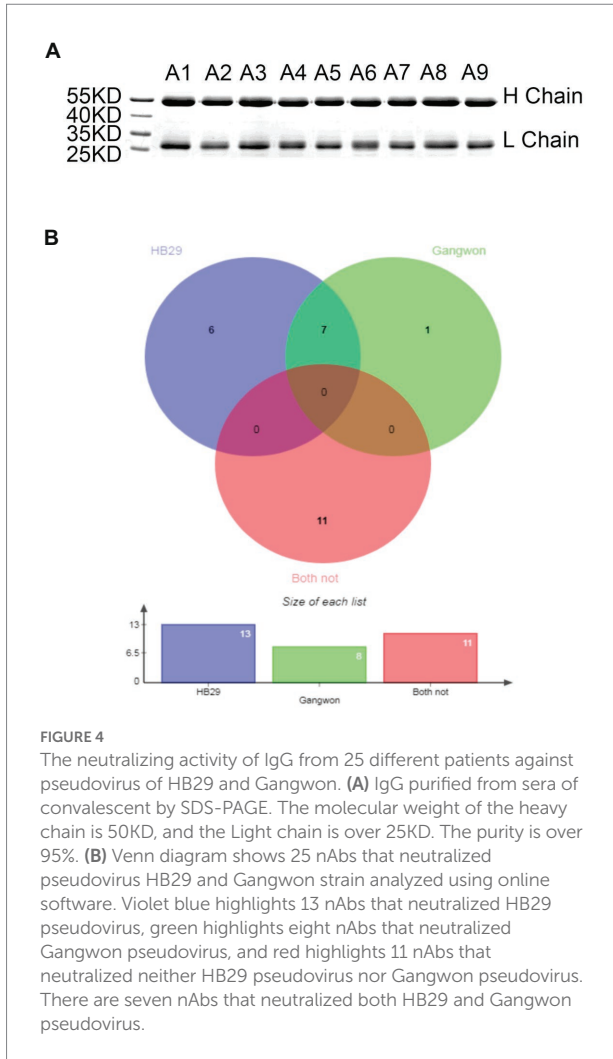 A
A1 A2 A3 A4 A5 A6 A7 A8 A9
55KD
H Chain
40KD
35KD
L Chain
25KD
B
HB29
Gangwon
6
7
1
0
0
0
11
Both not
Size of each list
13
13
8
11
6.5
0
HB29
Gangwon
Both not
FIGURE 4
The neutralizing activity of IgG from 25 different patients against
pseudovirus of HB29 and Gangwon. (A) IgG purified from sera of
convalescent by SDS-PAGE. The molecular weight of the heavy
chain is 50KD, and the Light chain is over 25KD. The purity is over
95%. (B) Venn diagram shows 25 nAbs that neutralized
pseudovirus HB29 and Gangwon strain analyzed using online
software. Violet blue highlights 13 nAbs that neutralized HB29
pseudovirus, green highlights eight nAbs that neutralized
Gangwon pseudovirus, and red highlights 11 nAbs that
neutralized neither HB29 pseudovirus nor Gangwon pseudovirus.
There are seven nAbs that neutralized both HB29 and Gangwon
pseudovirus.